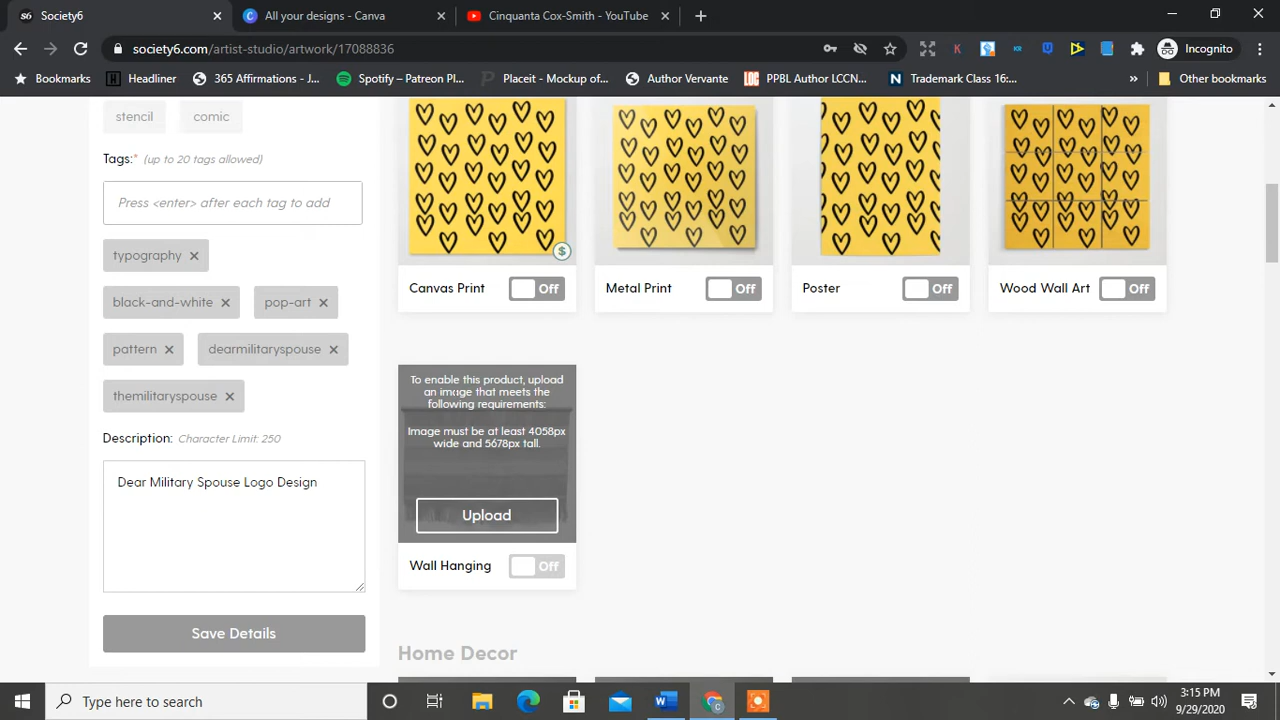 Society6
All your designs - Canva
Cinquanta Cox-Smith - YouTube
society6.com/artist-studio/artwork/17088836
Incognito
Bookmarks
Headliner
365 Affirmations - J...
Spotify – Patreon Pl...
Placeit - Mockup of...
Author Vervante
PPBL Author LCCN...
Trademark Class 16:...
Other bookmarks
stencil comic
Tags:* (up to 20 tags allowed)
Press <enter> after each tag to add
typography
black-and-white pop-art
pattern dearmilitaryspouse
themilitaryspouse
Description: Character Limit: 250
Dear Military Spouse Logo Design
Save Details
Canvas Print Off
Metal Print Off
Poster Off
Wood Wall Art Off
To enable this product, upload
an image that meets the
following requirements:
Image must be at least 4058px
wide and 5678px tall.
Upload
Wall Hanging Off
Home Decor
Type here to search
3:15 PM
9/29/2020